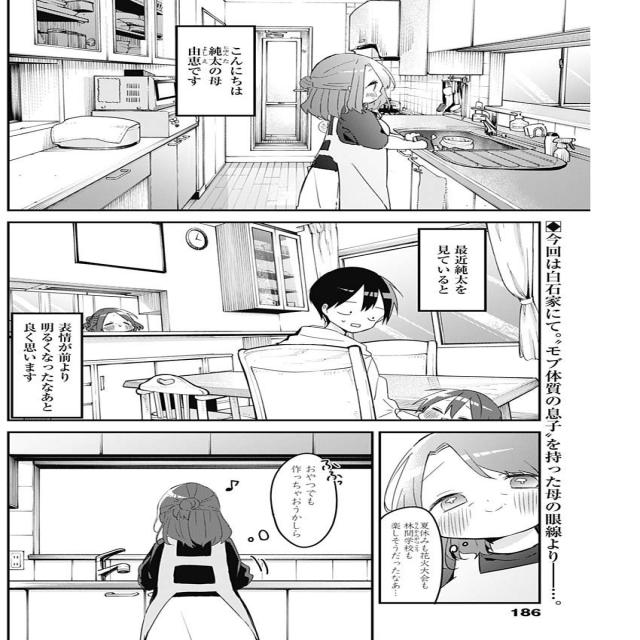 ◆今回は白石家にて。〝モブ体質の息子〟を持った母の眼線より――…。
こんにちは
純太の母
由恵です
最近純太を
見ていると
表情が前より
明るくなったなあと
良く思います
夏休みも花火大会も
林間学校も
楽しそうだったなぁ…
ふふっ
おやつでも
作っちゃおうかしら
186